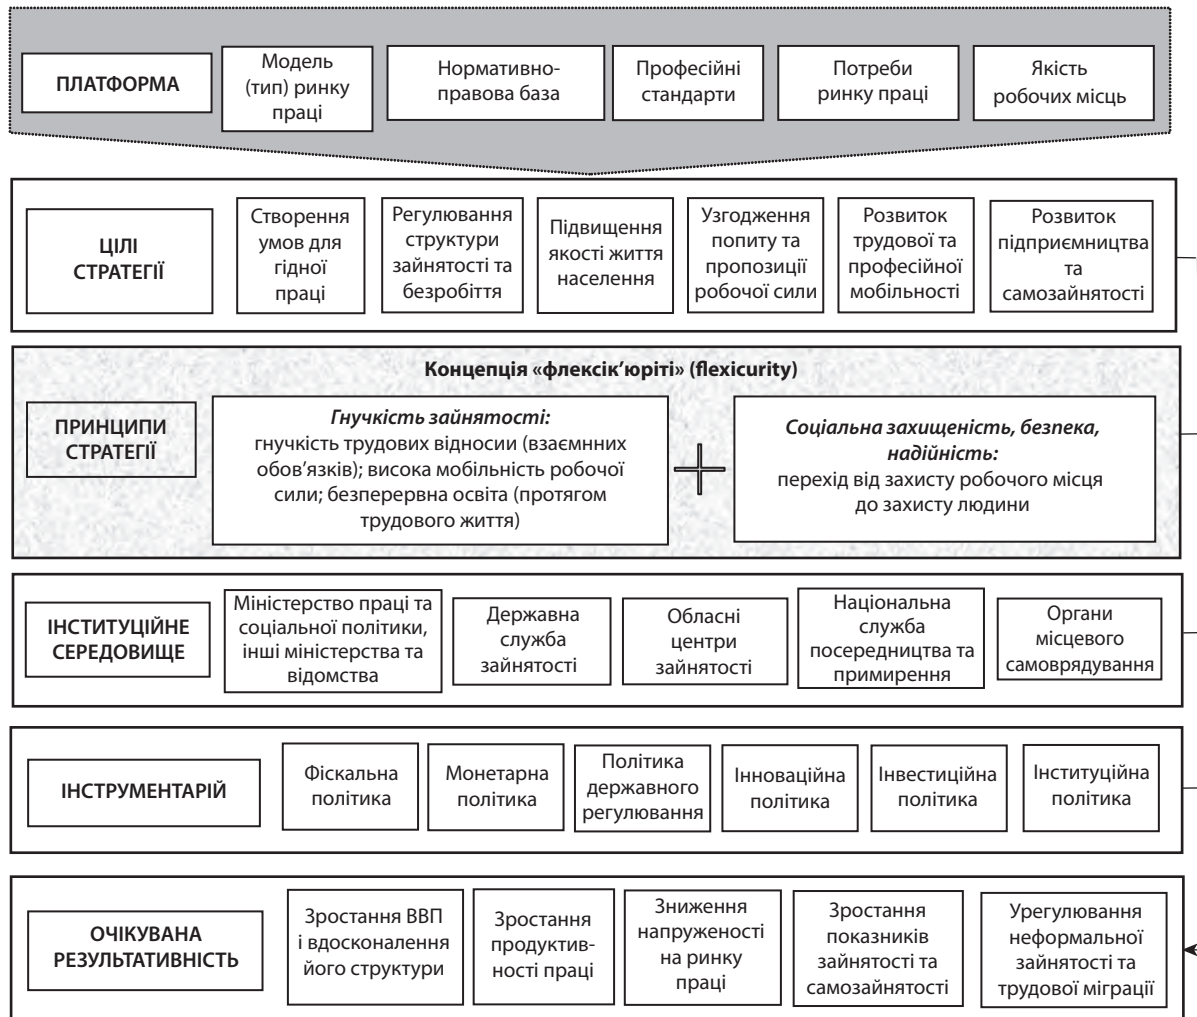 ПЛАТФОРМА
Модель
(тип) ринку
праці
Нормативно-
правова база
Професійні
стандарти
Потреби
ринку праці
Якість
робочих місць
ЦІЛІ
СТРАТЕГІЇ
Створення
умов для
гідної
праці
Регулювання
структури
зайнятості та
безробіття
Підвищення
якості життя
населення
Узгодження
попиту та
пропозиції
робочої сили
Розвиток
трудової та
професійної
мобільності
Розвиток
підприємництва
та
самозайнятості
Концепція «флексік’юріті» (flexicurity)
ПРИНЦИПИ
СТРАТЕГІЇ
Гнучкість зайнятості:
гнучкість трудових відносии (взаємнних
обов’язків); висока мобільність робочої
сили; безперервна освіта (протягом
трудового життя)
Соціальна захищеність, безпека,
надійність:
перехід від захисту робочого місця
до захисту людини
ІНСТИТУЦІЙНЕ
СЕРЕДОВИЩЕ
Міністерство праці та
соціальної політики,
інші міністерства та
відомства
Державна
служба
зайнятості
Обласні
центри
зайнятості
Національна
служба
посередництва та
примирення
Органи
місцевого
самоврядування
ІНСТРУМЕНТАРІЙ
Фіскальна
політика
Монетарна
політика
Політика
державного
регулювання
Інноваційна
політика
Інвестиційна
політика
Інституційна
політика
ОЧІКУВАНА
РЕЗУЛЬТАТИВНІСТЬ
Зростання ВВП
і вдосконалення
його структури
Зростання
продуктив-
ності праці
Зниження
напруженості
на ринку
праці
Зростання
показників
зайнятості та
самозайнятості
Урегулювання
неформальної
зайнятості та
трудової міграції